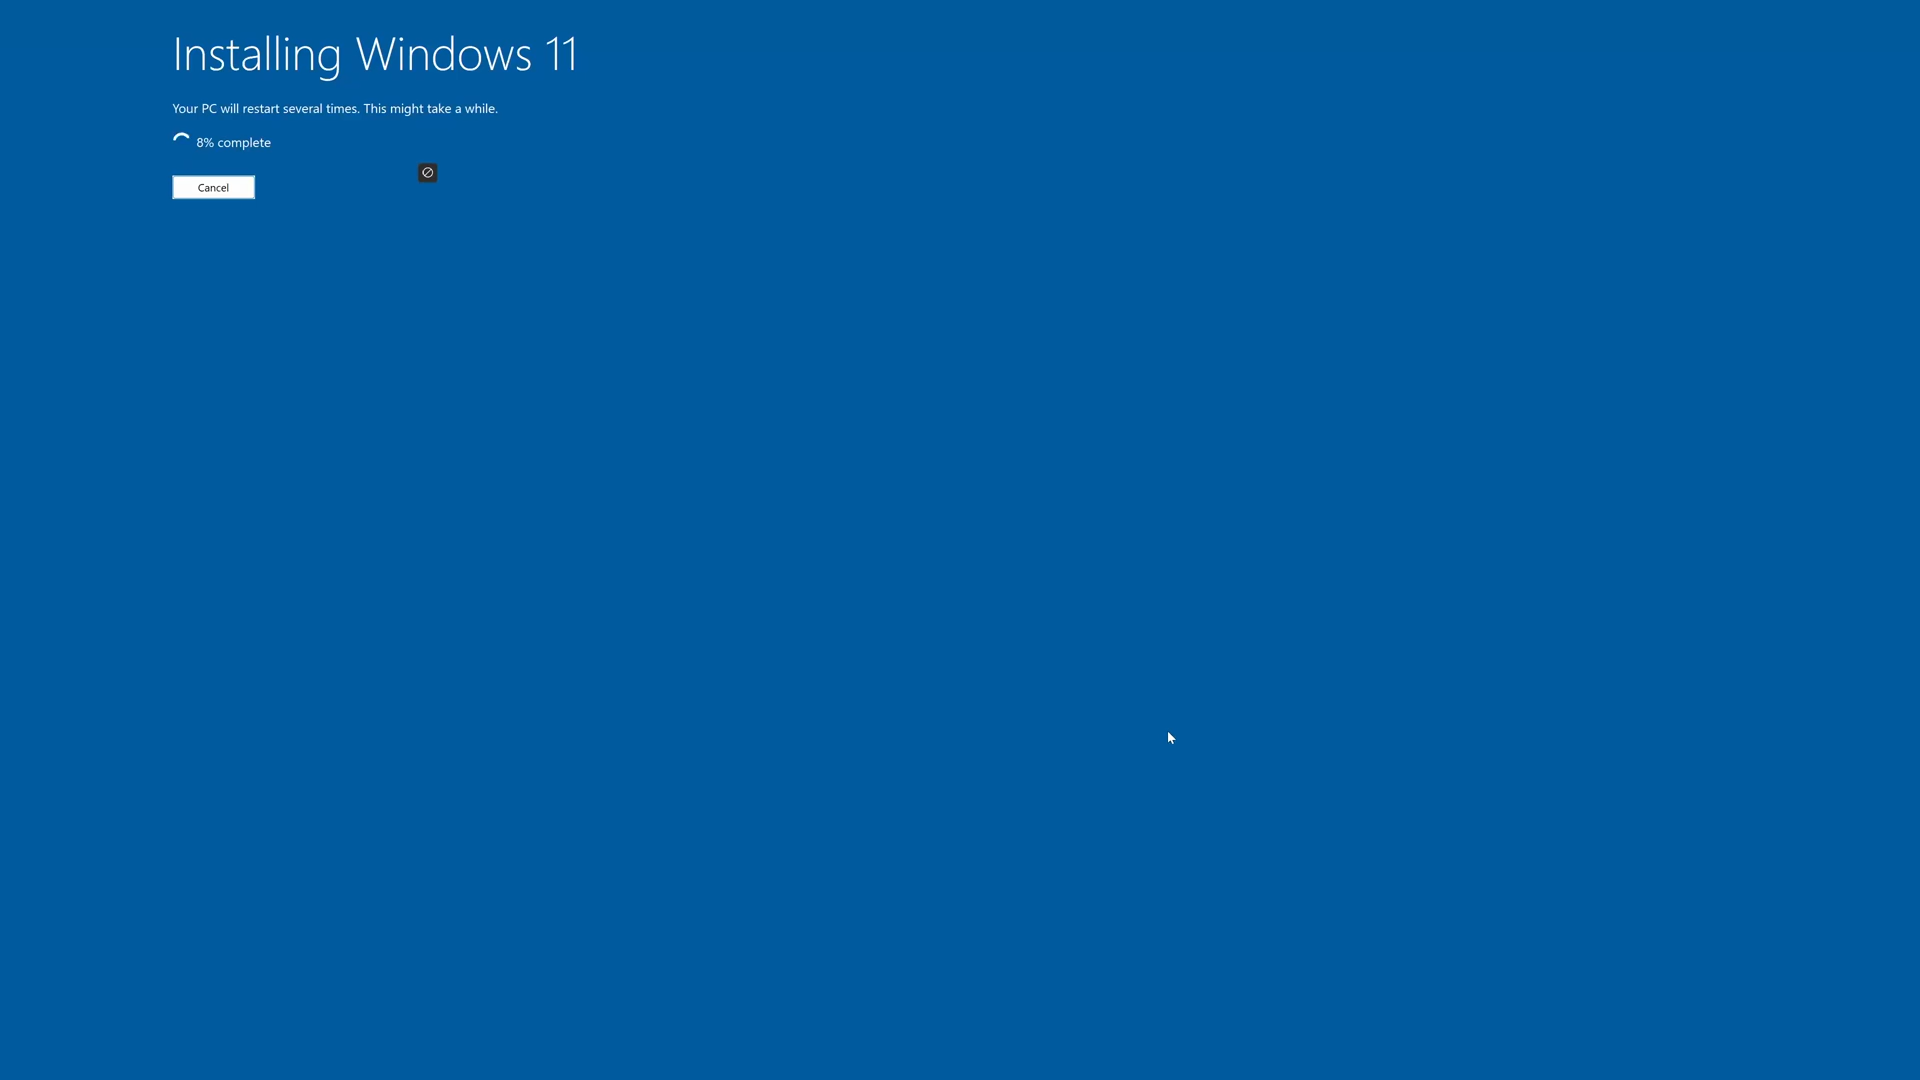 Installing Windows 11
Your PC will restart several times. This might take a while.
8% complete
Cancel